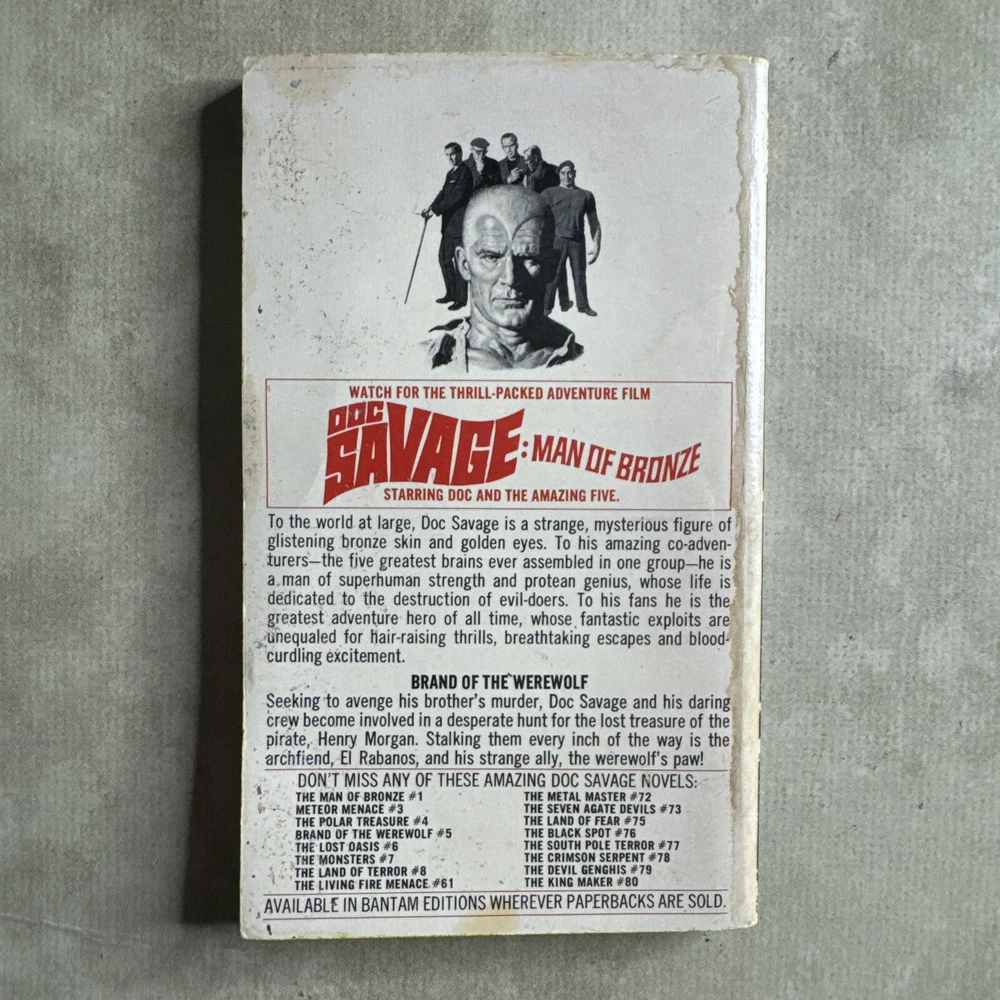 WATCH FOR THE THRILL-PACKED ADVENTURE FILM
DOC
SAVAGE: MAN OF BRONZE
STARRING DOC AND THE AMAZING FIVE.
To the world at large, Doc Savage is a strange, mysterious figure of
glistening bronze skin and golden eyes. To his amazing co-adven-
turers—the five greatest brains ever assembled in one group—he is
a man of superhuman strength and protean genius, whose life is
dedicated to the destruction of evil-doers. To his fans he is the
greatest adventure hero of all time, whose fantastic exploits are
unequaled for hair-raising thrills, breathtaking escapes and blood-
curdling excitement.
BRAND OF THE WEREWOLF
Seeking to avenge his brother's murder, Doc Savage and his daring
crew become involved in a desperate hunt for the lost treasure of the
pirate, Henry Morgan. Stalking them every inch of the way is the
archfiend, El Rabanos, and his strange ally, the werewolf's paw!
DON'T MISS ANY OF THESE AMAZING DOC SAVAGE NOVELS:
THE MAN OF BRONZE #1
METEOR MENACE #3
THE POLAR TREASURE #4
BRAND OF THE WEREWOLF #5
THE LOST OASIS #6
THE MONSTERS #7
THE LAND OF TERROR #8
THE LIVING FIRE MENACE #61
THE METAL MASTER #72
THE SEVEN AGATE DEVILS #73
THE LAND OF FEAR #75
THE BLACK SPOT #76
THE SOUTH POLE TERROR #77
THE CRIMSON SERPENT #78
THE DEVIL GENGHIS #79
THE KING MAKER #80
AVAILABLE IN BANTAM EDITIONS WHEREVER PAPERBACKS ARE SOLD.